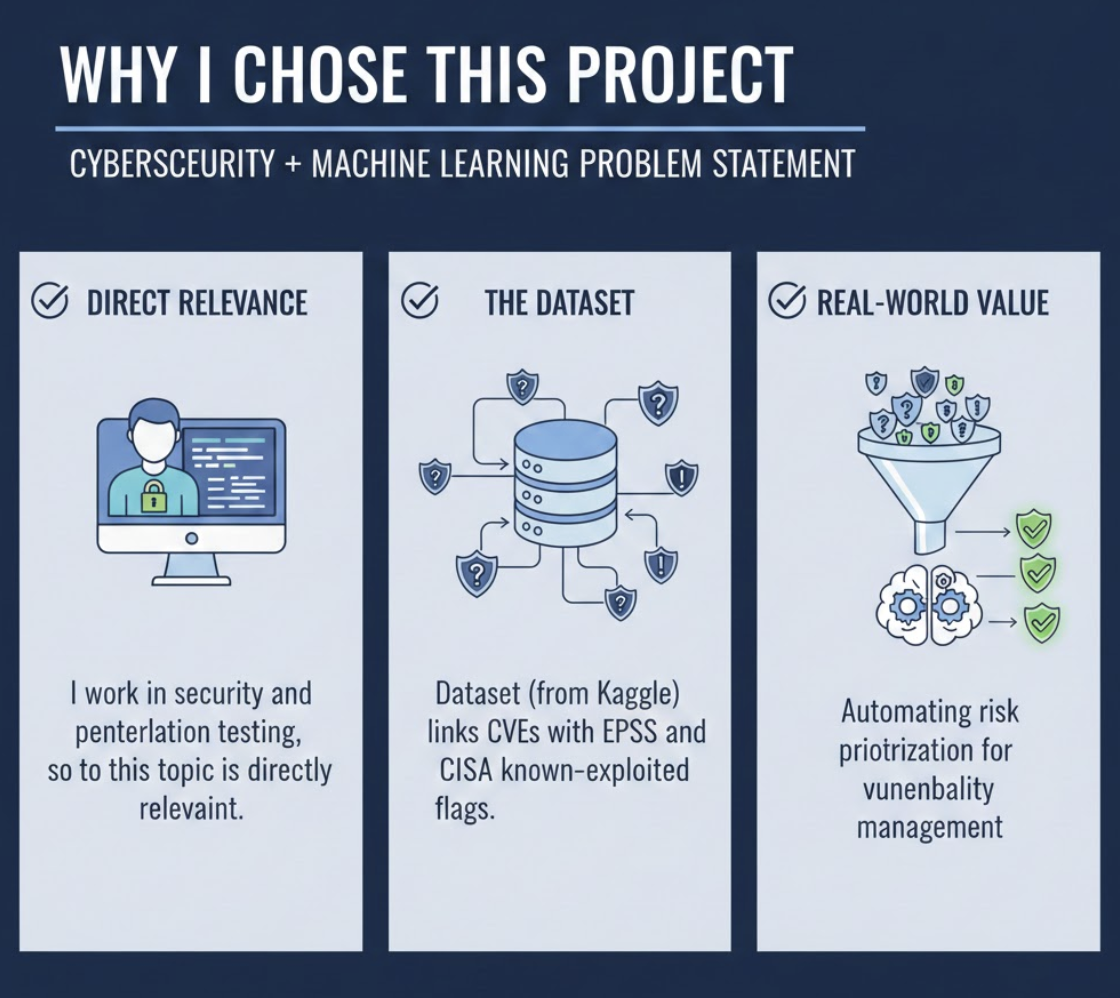 WHY I CHOSE THIS PROJECT
CYBERSCEURITY + MACHINE LEARNING PROBLEM STATEMENT
DIRECT RELEVANCE
I work in security and
penterlation testing,
so to this topic is directly
relevaint.
THE DATASET
Dataset (from Kaggle)
links CVEs with EPSS and
CISA known-exploited
flags.
REAL-WORLD VALUE
Automating risk
priotrization for
vunenbality
management